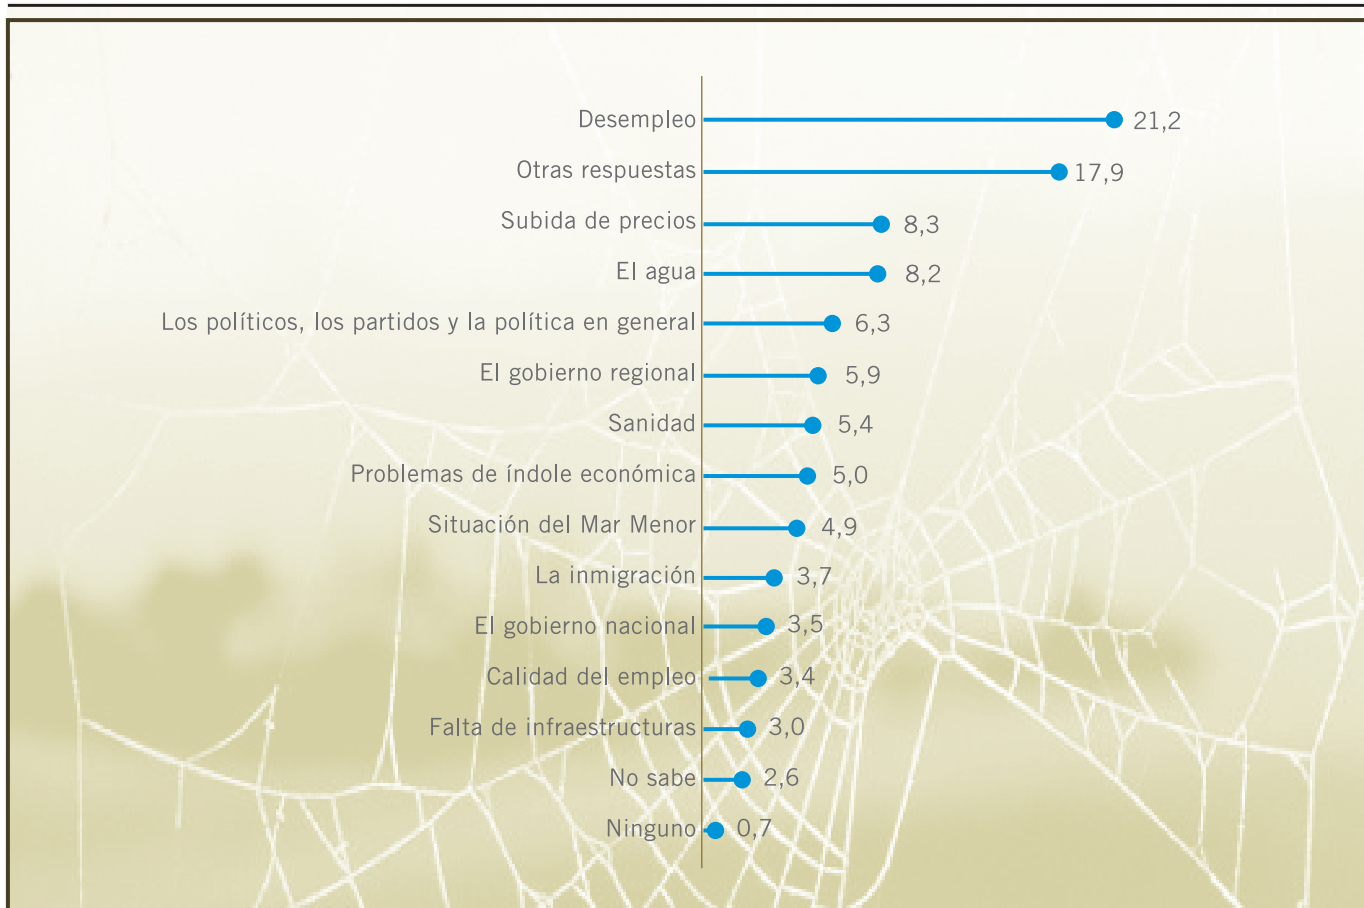 Desempleo 21,2
Otras respuestas 17,9
Subida de precios 8,3
El agua 8,2
Los políticos, los partidos y la política en general 6,3
El gobierno regional 5,9
Sanidad 5,4
Problemas de índole económica 5,0
Situación del Mar Menor 4,9
La inmigración 3,7
El gobierno nacional 3,5
Calidad del empleo 3,4
Falta de infraestructuras 3,0
No sabe 2,6
Ninguno 0,7